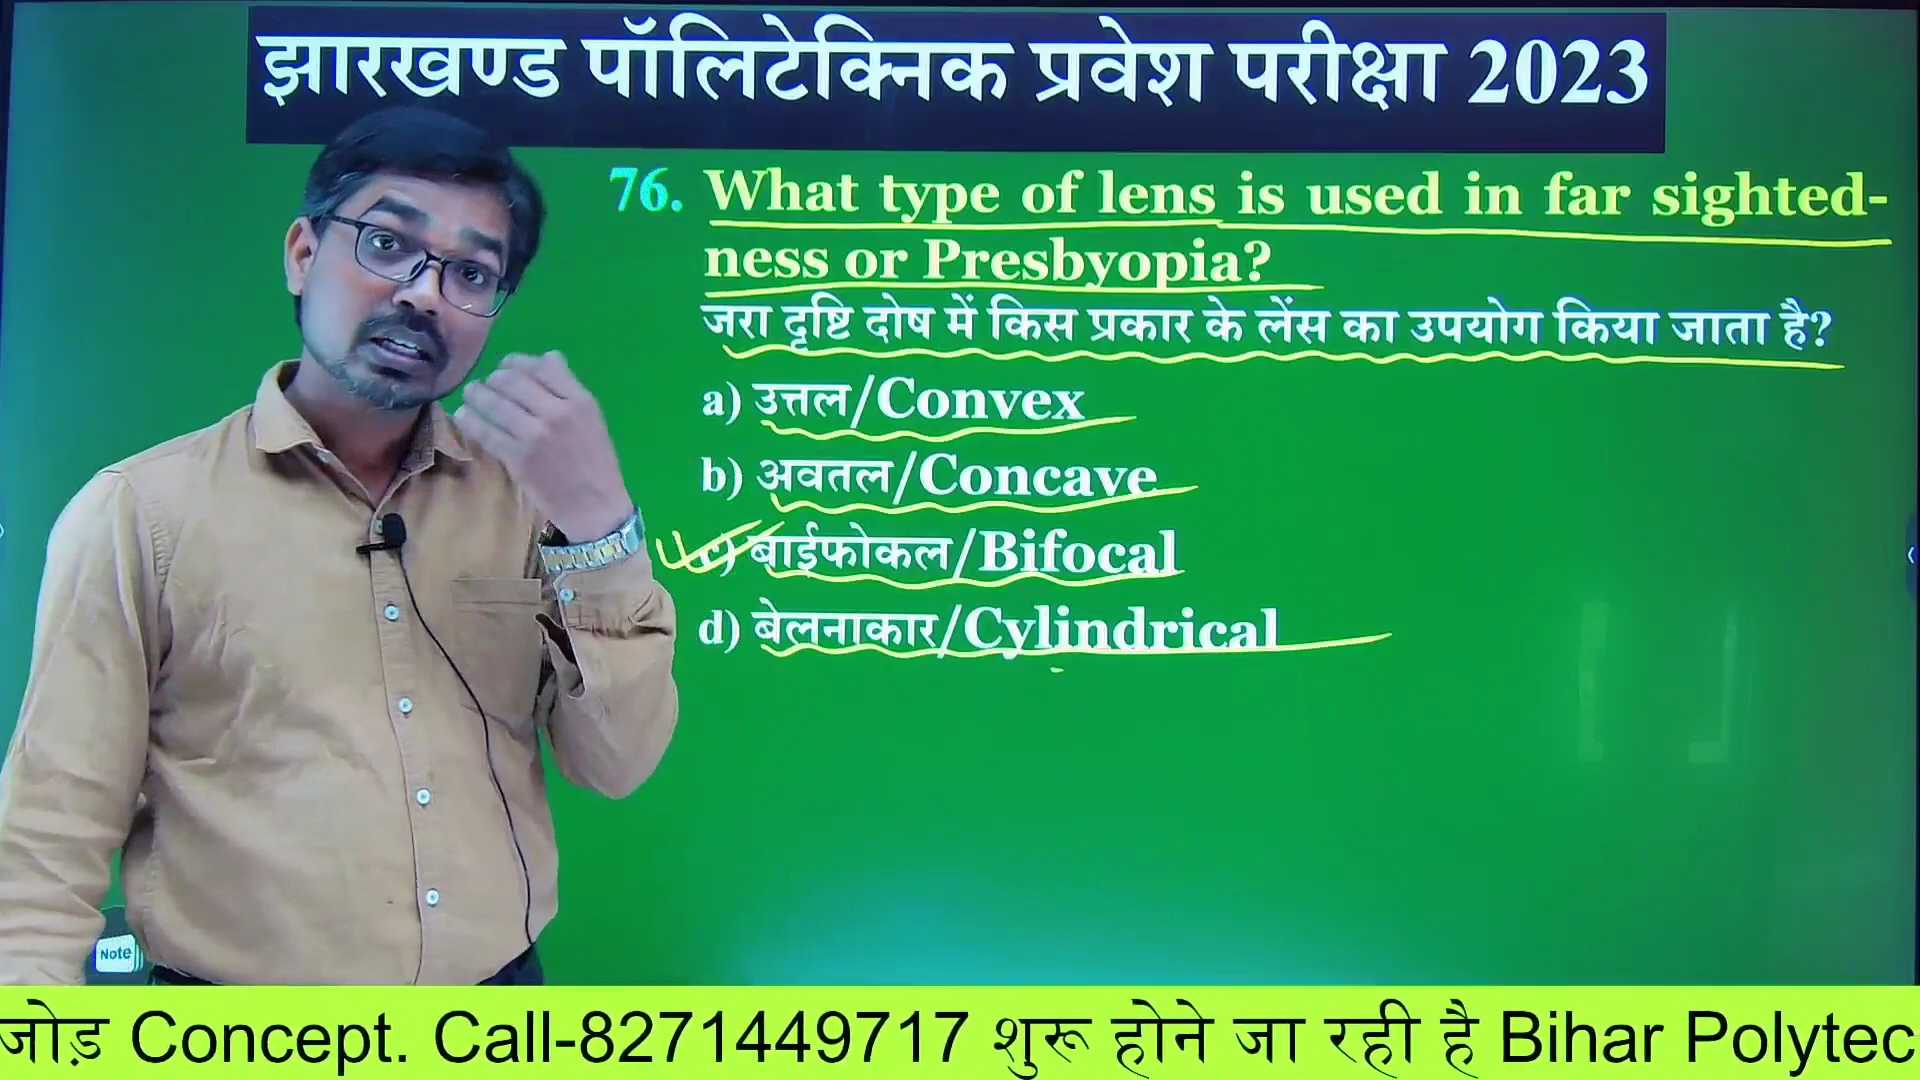 झारखण्ड पॉलिटेक्निक प्रवेश परीक्षा 2023
76. What type of lens is used in far sighted-
ness or Presbyopia?
जरा दृष्टि दोष में किस प्रकार के लेंस का उपयोग किया जाता है?
a) उत्तल/Convex
b) अवतल/Concave
c) बाईफोकल/Bifocal
d) बेलनाकार/Cylindrical
Note
जोड़ Concept. Call-8271449717 शुरू होने जा रही है Bihar Polytec